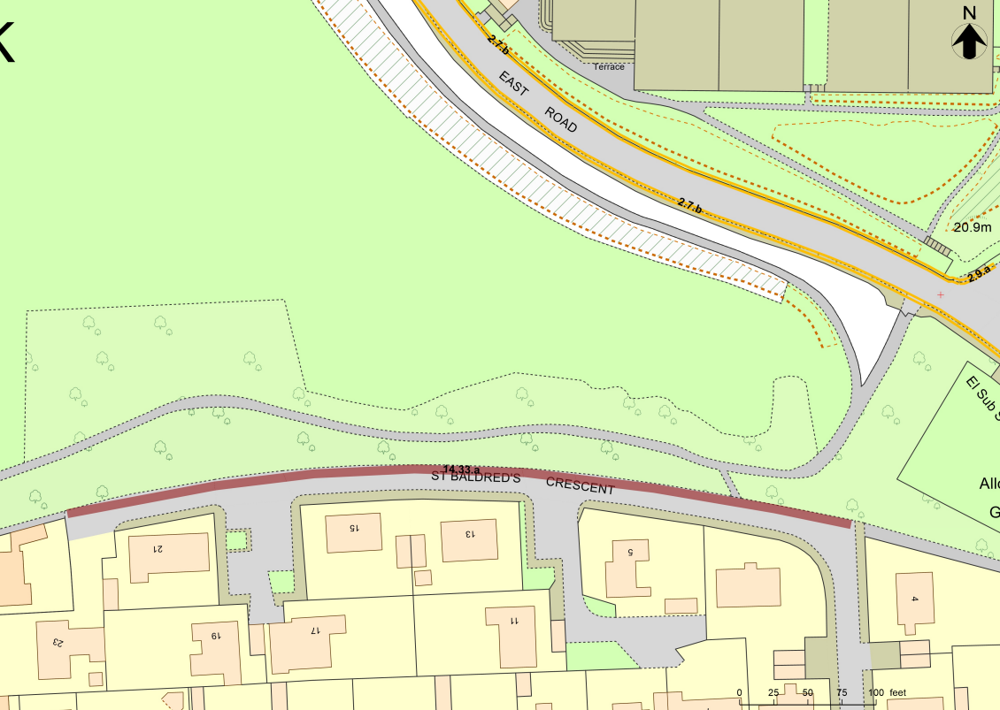 K
N
2.7.b
EAST
ROAD
Terrace
2.7.b
20.9m
2.9.a
El Sub S
14.33.a
ST BALDRED'S
CRESCENT
Allo
G
21
15
13
5
4
23
19
17
11
0 25 50 75 100 feet